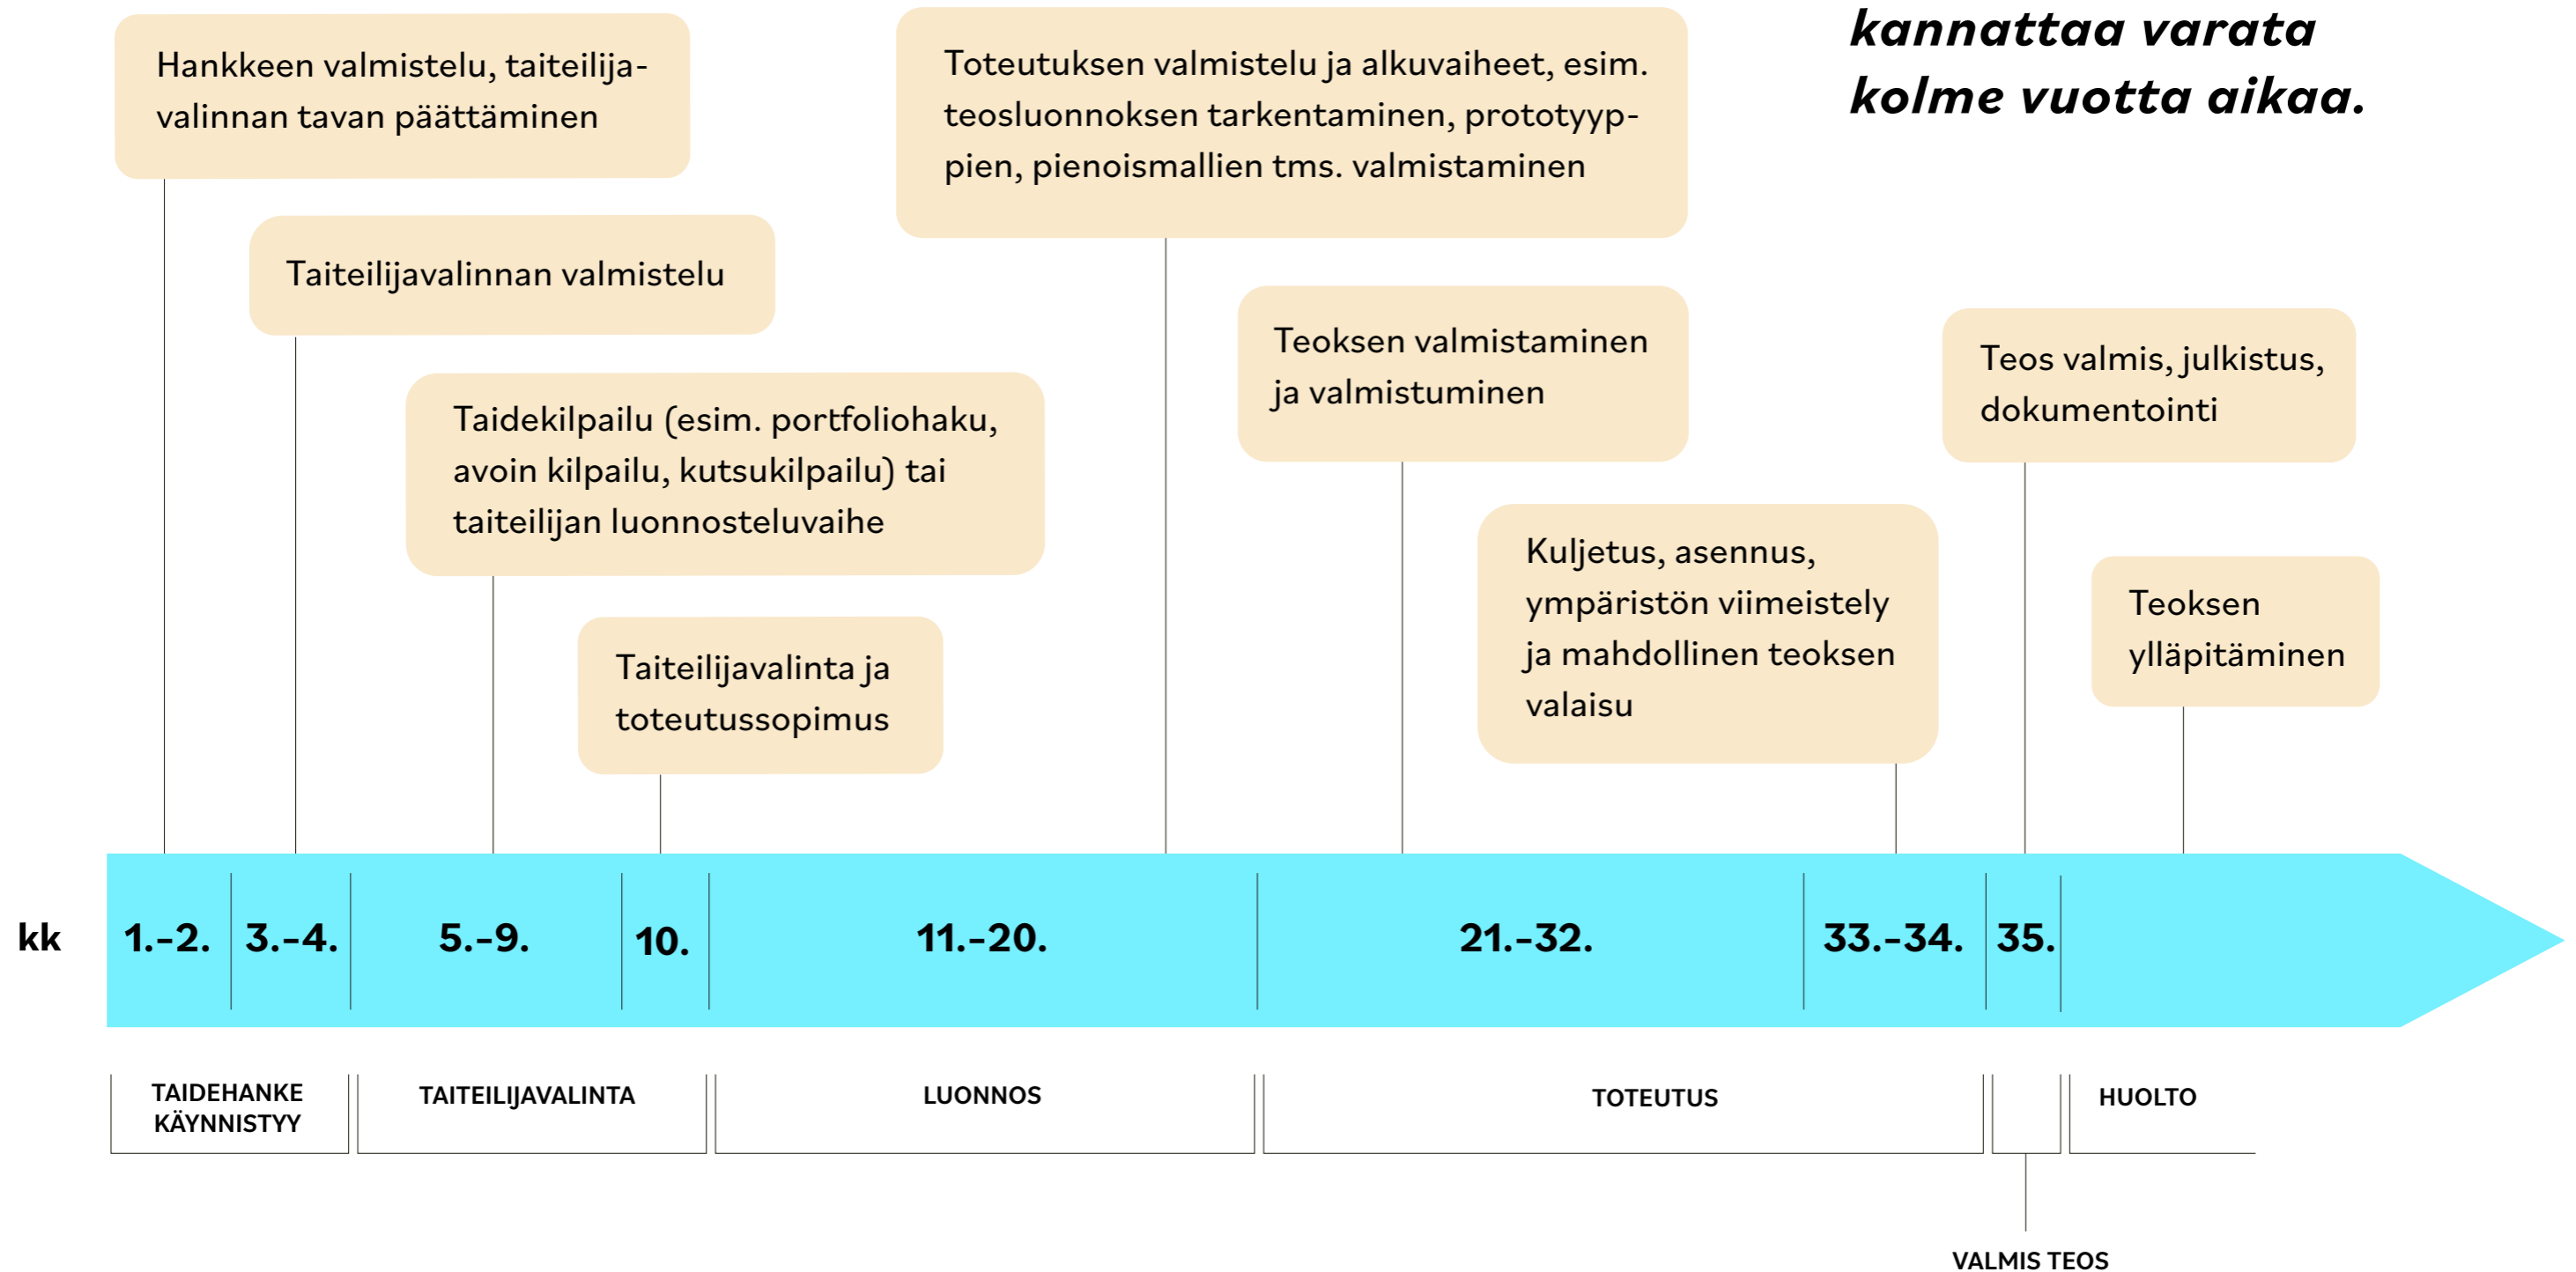 kannattaa varata
kolme vuotta aikaa.
Hankkeen valmistelu, taiteilija-
valinnan tavan päättäminen
Taiteilijavalinnan valmistelu
Taidekilpailu (esim. portfoliohaku,
avoin kilpailu, kutsukilpailu) tai
taiteilijan luonnosteluvaihe
Taiteilijavalinta ja
toteutussopimus
Toteutuksen valmistelu ja alkuvaiheet, esim.
teosluonnoksen tarkentaminen, prototyyp-
pien, pienoismallien tms. valmistaminen
Teoksen valmistaminen
ja valmistuminen
Kuljetus, asennus,
ympäristön viimeistely
ja mahdollinen teoksen
valaisu
Teos valmis, julkistus,
dokumentointi
Teoksen
ylläpitäminen
kk 1.-2. 3.-4. 5.-9. 10. 11.-20. 21.-32. 33.-34. 35.
TAIDEHANKE
KÄYNNISTYY
TAITEILIJAVALINTA
LUONNOS
TOTEUTUS
HUOLTO
VALMIS TEOS